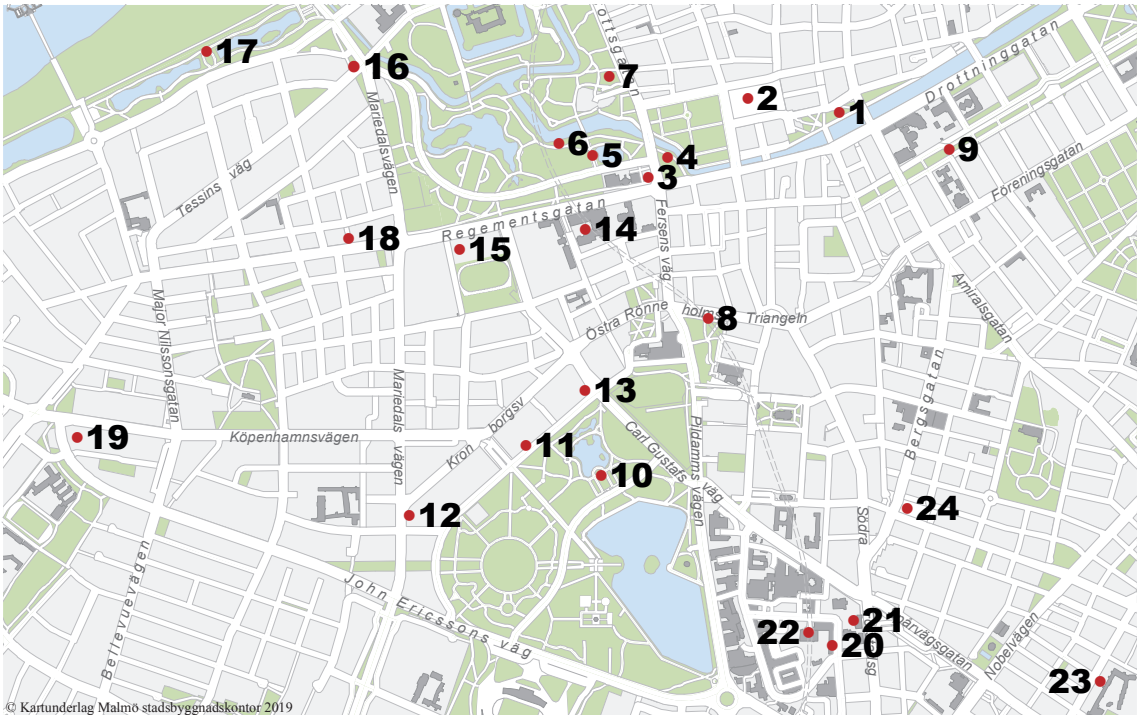 ottsgatan
17
16
7
2
1
Drottninggatan
6
5
4
9
3
Mariedalsvägen
Tessins väg
Föreningsgatan
Regementsgatan
14
Fersens väg
18
15
Major Nilssonsgatan
Amiralsgatan
Östra Rönne holms
8
Triangeln
Mariedals vägen
13
Bergsgatan
19
Köpenhamnsvägen
Kron borgsv
11
Carl Gustafs väg
Pildamms vägen
10
12
24
Södra
Bellevuevägen
John Ericssons väg
22
21
20
Nobelvägen
23
© Kartunderlag Malmö stadsbyggnadskontor 2019